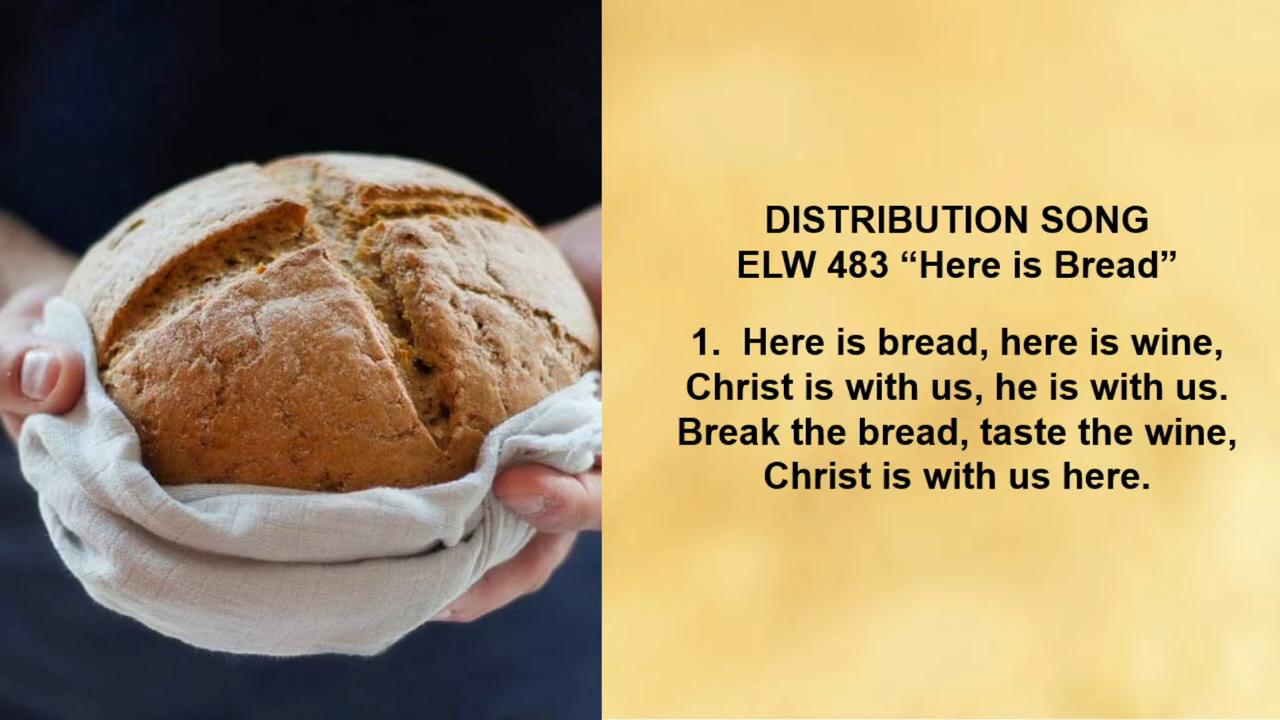 DISTRIBUTION SONG
ELW 483 “Here is Bread”
1. Here is bread, here is wine,
Christ is with us, he is with us.
Break the bread, taste the wine,
Christ is with us here.